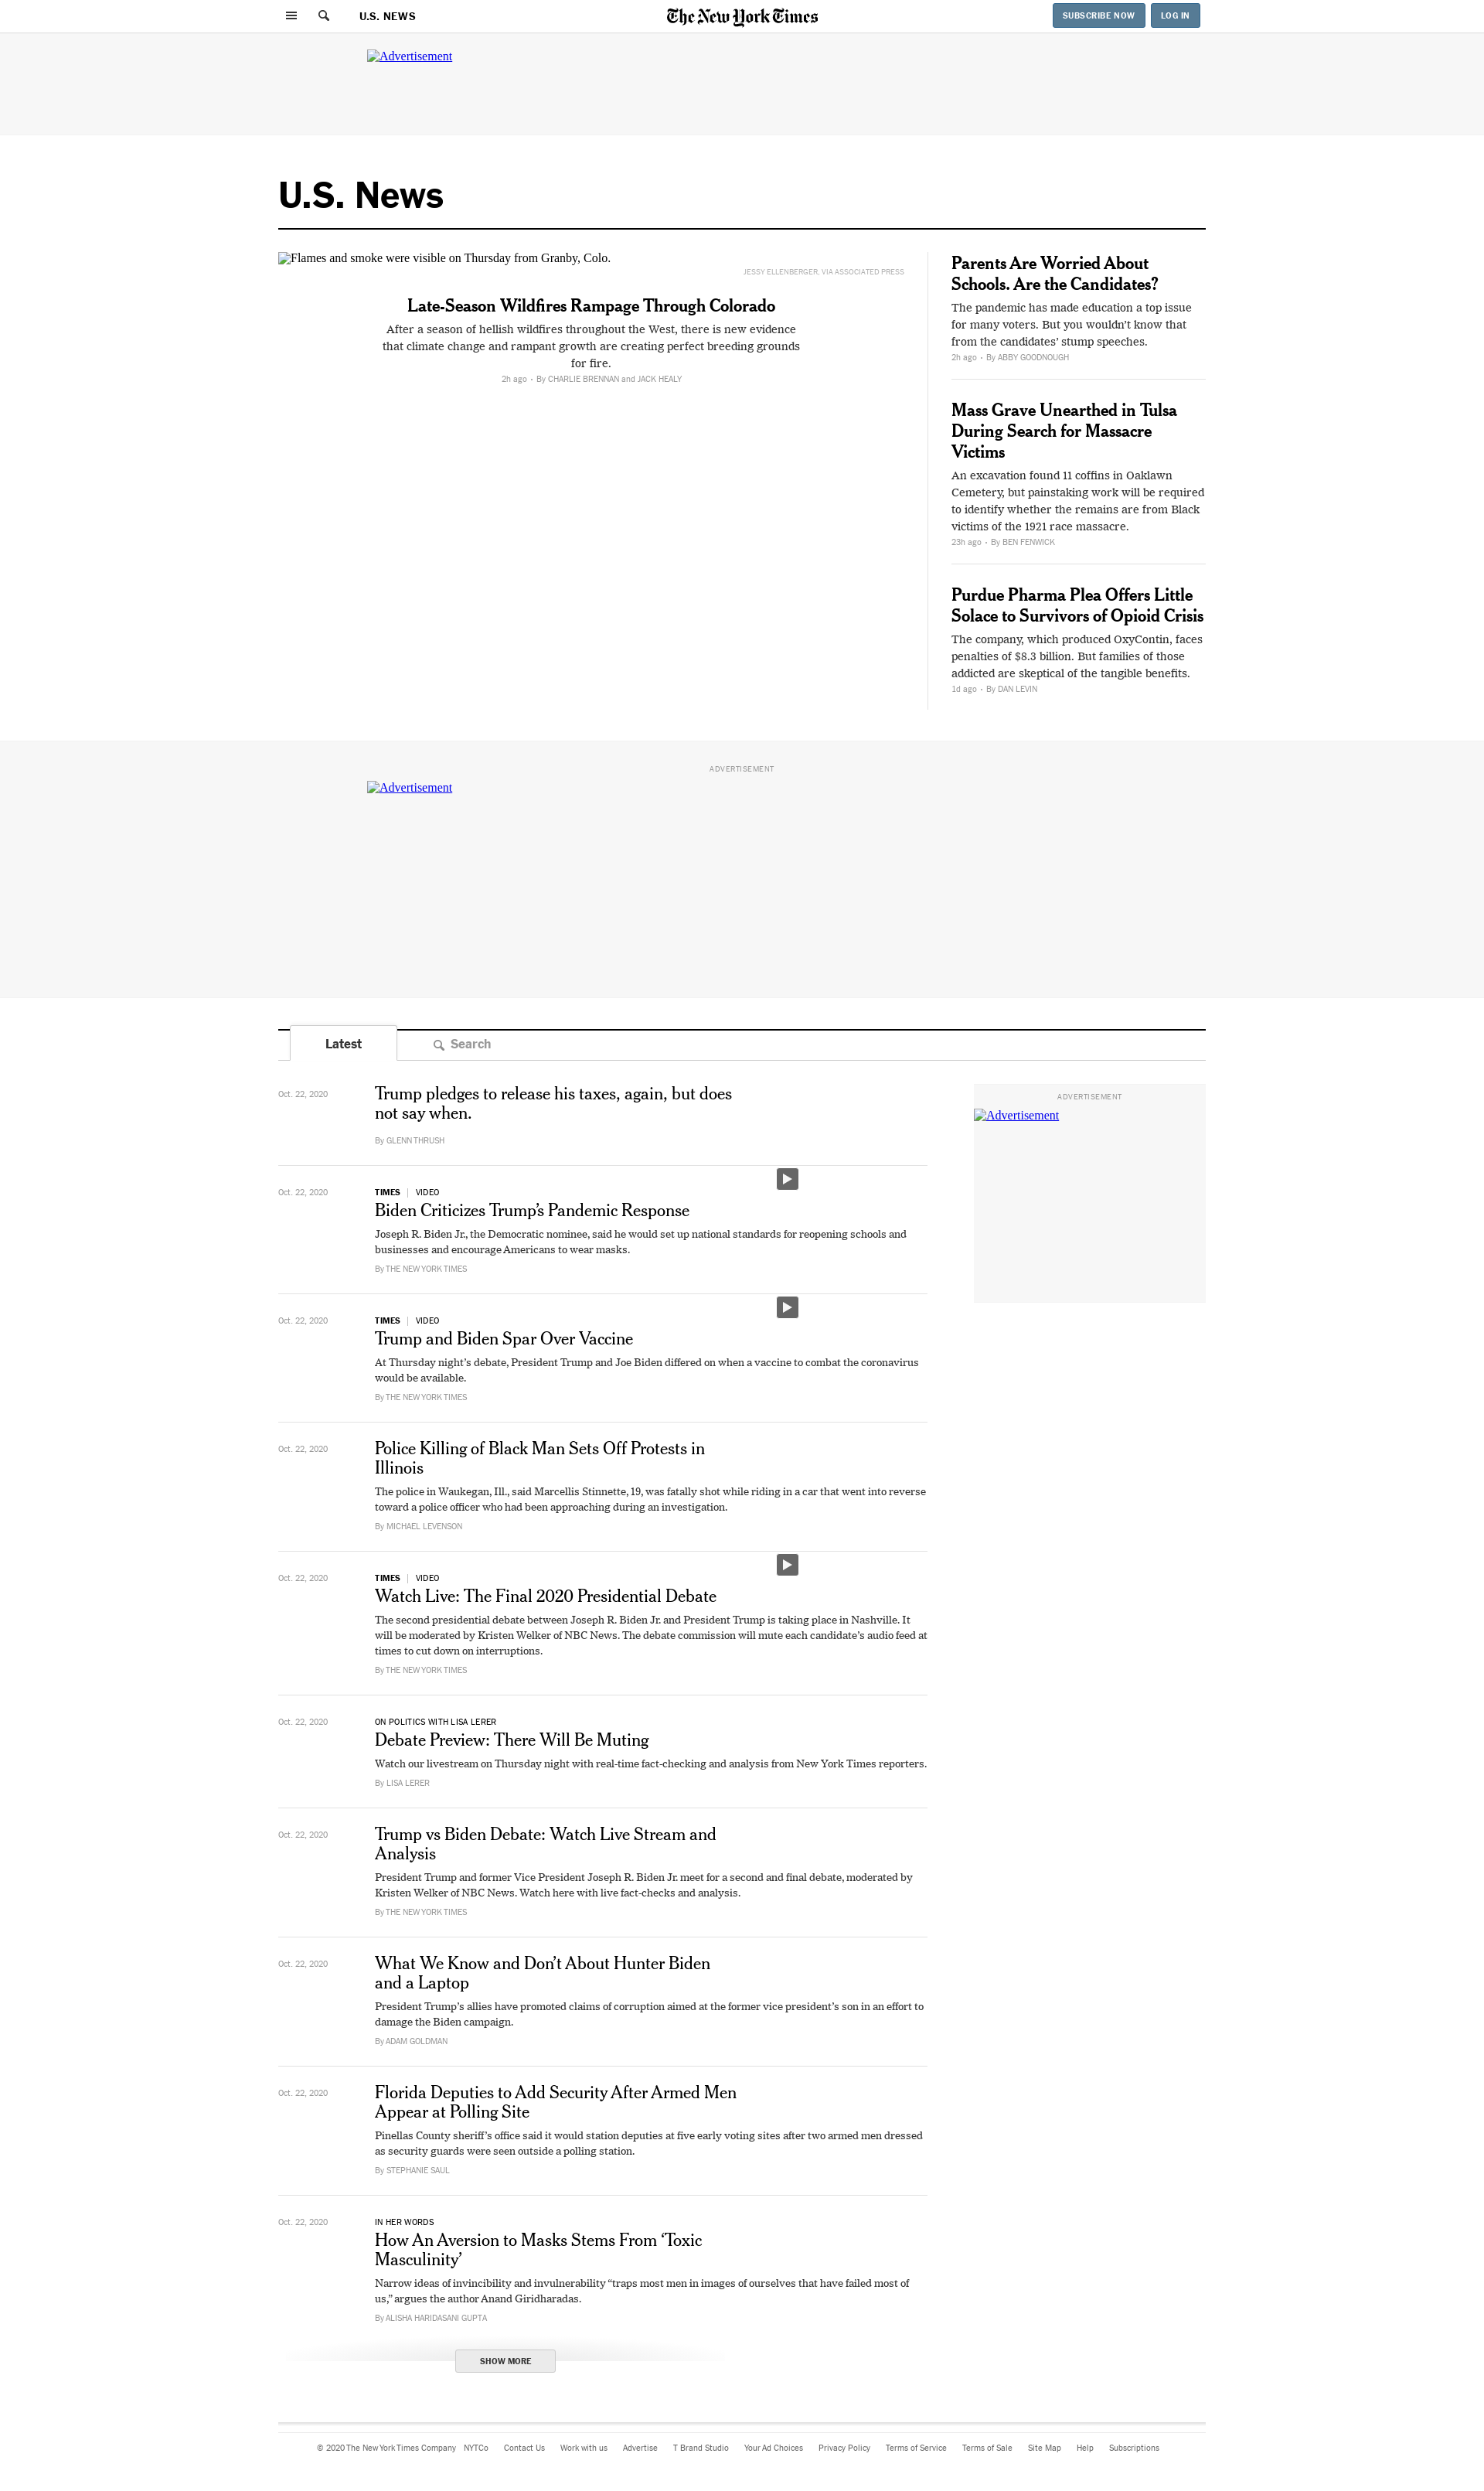 U.S. NEWS
The New York Times
SUBSCRIBE NOW
LOG IN
Advertisement
U.S. News
Flames and smoke were visible on Thursday from Granby, Colo.
JESSY ELLENBERGER, VIA ASSOCIATED PRESS
Late-Season Wildfires Rampage Through Colorado
After a season of hellish wildfires throughout the West, there is new evidence
that climate change and rampant growth are creating perfect breeding grounds
for fire.
2h ago • By CHARLIE BRENNAN and JACK HEALY
Parents Are Worried About
Schools. Are the Candidates?
The pandemic has made education a top issue
for many voters. But you wouldn’t know that
from the candidates’ stump speeches.
2h ago • By ABBY GOODNOUGH
Mass Grave Unearthed in Tulsa
During Search for Massacre
Victims
An excavation found 11 coffins in Oaklawn
Cemetery, but painstaking work will be required
to identify whether the remains are from Black
victims of the 1921 race massacre.
23h ago • By BEN FENWICK
Purdue Pharma Plea Offers Little
Solace to Survivors of Opioid Crisis
The company, which produced OxyContin, faces
penalties of $8.3 billion. But families of those
addicted are skeptical of the tangible benefits.
1d ago • By DAN LEVIN
ADVERTISEMENT
Advertisement
Latest
Search
Oct. 22, 2020
Trump pledges to release his taxes, again, but does
not say when.
By GLENN THRUSH
ADVERTISEMENT
Advertisement
Oct. 22, 2020
TIMES | VIDEO
Biden Criticizes Trump’s Pandemic Response
Joseph R. Biden Jr., the Democratic nominee, said he would set up national standards for reopening schools and
businesses and encourage Americans to wear masks.
By THE NEW YORK TIMES
Oct. 22, 2020
TIMES | VIDEO
Trump and Biden Spar Over Vaccine
At Thursday night’s debate, President Trump and Joe Biden differed on when a vaccine to combat the coronavirus
would be available.
By THE NEW YORK TIMES
Oct. 22, 2020
Police Killing of Black Man Sets Off Protests in
Illinois
The police in Waukegan, Ill., said Marcellis Stinnette, 19, was fatally shot while riding in a car that went into reverse
toward a police officer who had been approaching during an investigation.
By MICHAEL LEVENSON
Oct. 22, 2020
TIMES | VIDEO
Watch Live: The Final 2020 Presidential Debate
The second presidential debate between Joseph R. Biden Jr. and President Trump is taking place in Nashville. It
will be moderated by Kristen Welker of NBC News. The debate commission will mute each candidate’s audio feed at
times to cut down on interruptions.
By THE NEW YORK TIMES
Oct. 22, 2020
ON POLITICS WITH LISA LERER
Debate Preview: There Will Be Muting
Watch our livestream on Thursday night with real-time fact-checking and analysis from New York Times reporters.
By LISA LERER
Oct. 22, 2020
Trump vs Biden Debate: Watch Live Stream and
Analysis
President Trump and former Vice President Joseph R. Biden Jr. meet for a second and final debate, moderated by
Kristen Welker of NBC News. Watch here with live fact-checks and analysis.
By THE NEW YORK TIMES
Oct. 22, 2020
What We Know and Don’t About Hunter Biden
and a Laptop
President Trump’s allies have promoted claims of corruption aimed at the former vice president’s son in an effort to
damage the Biden campaign.
By ADAM GOLDMAN
Oct. 22, 2020
Florida Deputies to Add Security After Armed Men
Appear at Polling Site
Pinellas County sheriff’s office said it would station deputies at five early voting sites after two armed men dressed
as security guards were seen outside a polling station.
By STEPHANIE SAUL
Oct. 22, 2020
IN HER WORDS
How An Aversion to Masks Stems From ‘Toxic
Masculinity’
Narrow ideas of invincibility and invulnerability “traps most men in images of ourselves that have failed most of
us,” argues the author Anand Giridharadas.
By ALISHA HARIDASANI GUPTA
SHOW MORE
© 2020 The New York Times Company NYTCo Contact Us Work with us Advertise T Brand Studio Your Ad Choices Privacy Policy Terms of Service Terms of Sale Site Map Help Subscriptions